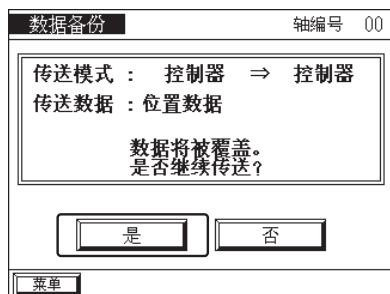 数据备份 轴编号 00
传送模式 ： 控制器 ⇒ 控制器
传送数据 ：位置数据
数据将被覆盖。
是否继续传送？
是 否
菜单